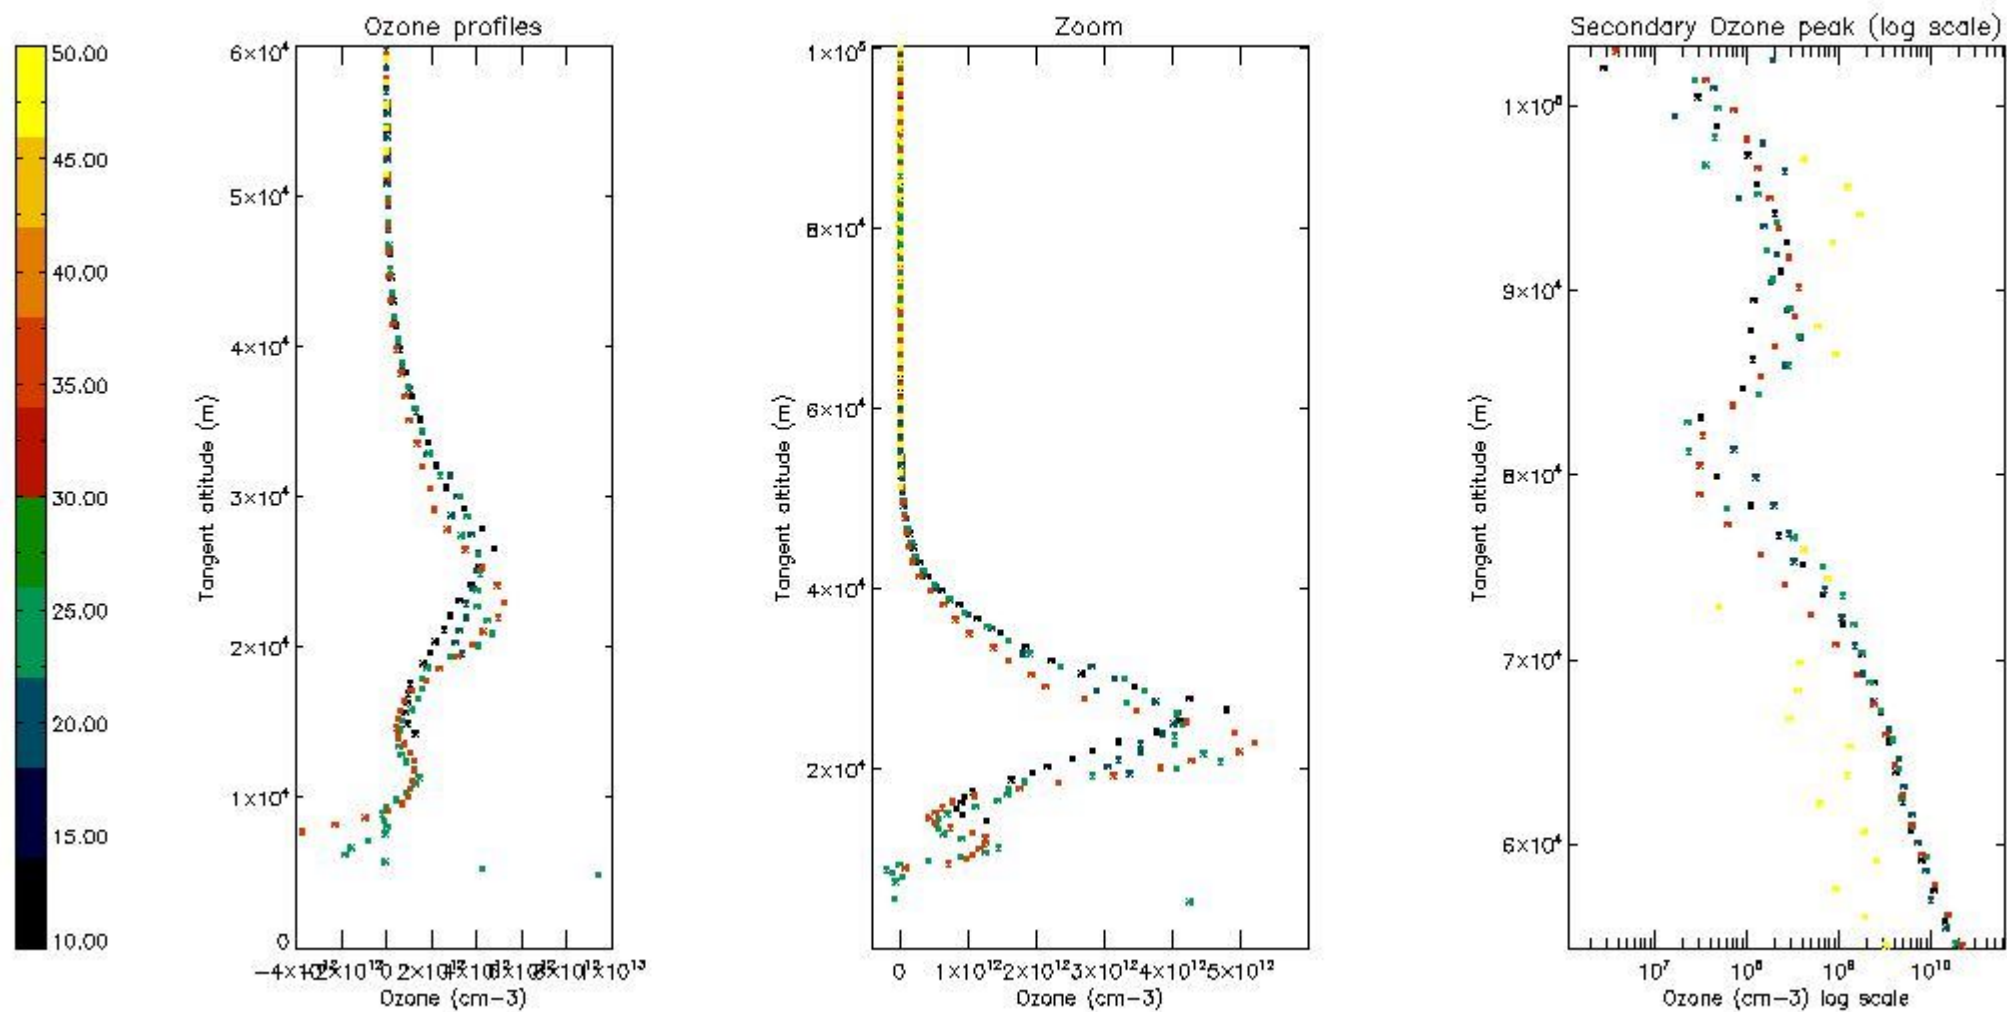 Ozone profiles
Zoom
Secondary Ozone peak (log scale)
50.00
45.00
40.00
35.00
30.00
25.00
20.00
15.00
10.00
6×10⁴
5×10⁴
4×10⁴
3×10⁴
2×10⁴
1×10⁴
0
Tangent altitude (m)
0
Ozone (cm−3)
1×10⁵
8×10⁴
6×10⁴
4×10⁴
2×10⁴
Tangent altitude (m)
0 1×10¹² 2×10¹² 3×10¹² 4×10¹² 5×10¹²
Ozone (cm−3)
9×10⁴
8×10⁴
7×10⁴
6×10⁴
Tangent altitude (m)
10⁷ 10⁸ 10⁹ 10¹⁰
Ozone (cm−3) log scale